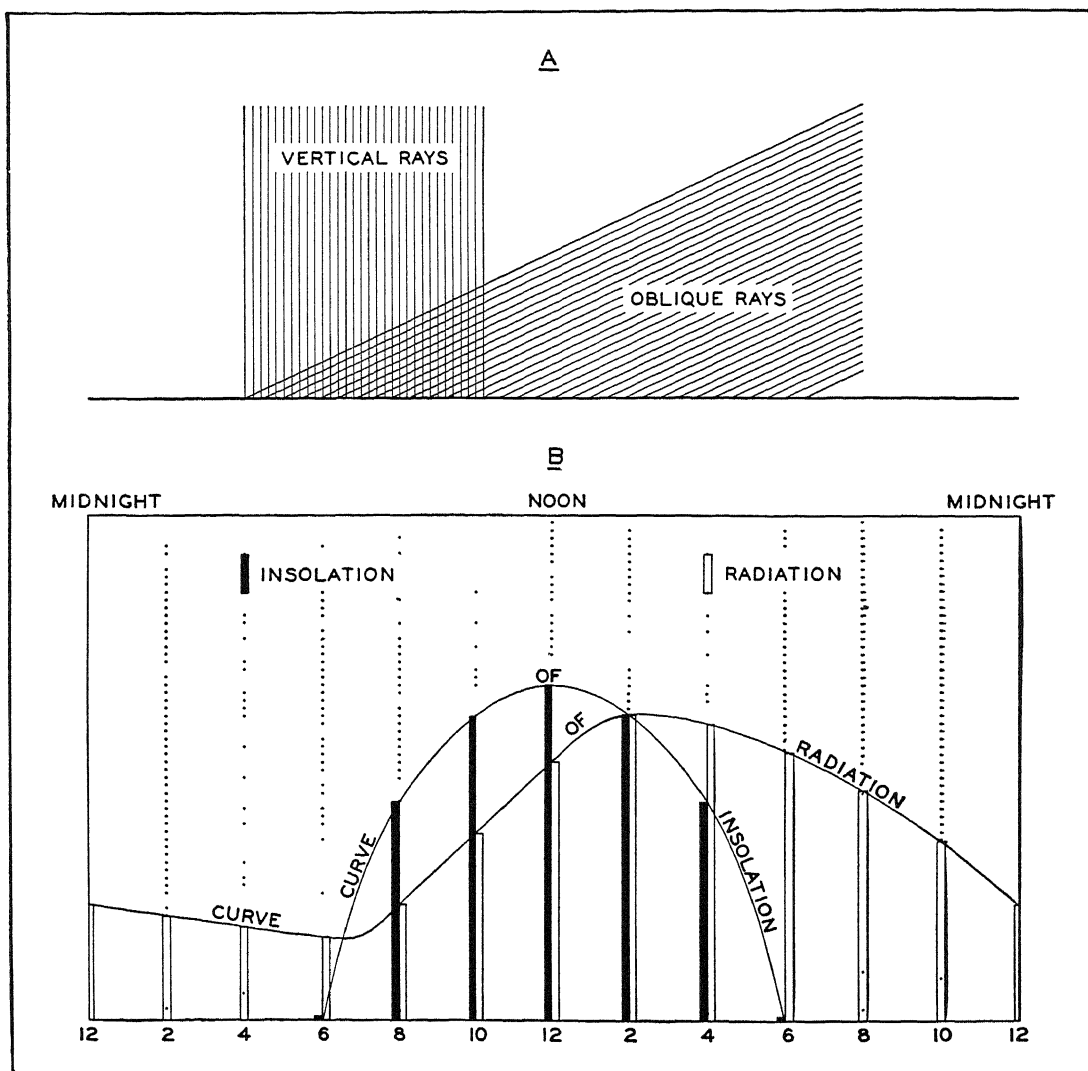 A
VERTICAL RAYS
OBLIQUE RAYS
B
MIDNIGHT NOON MIDNIGHT
INSOLATION RADIATION
CURVE OF INSOLATION
CURVE OF RADIATION
12 2 4 6 8 10 12 2 4 6 8 10 12